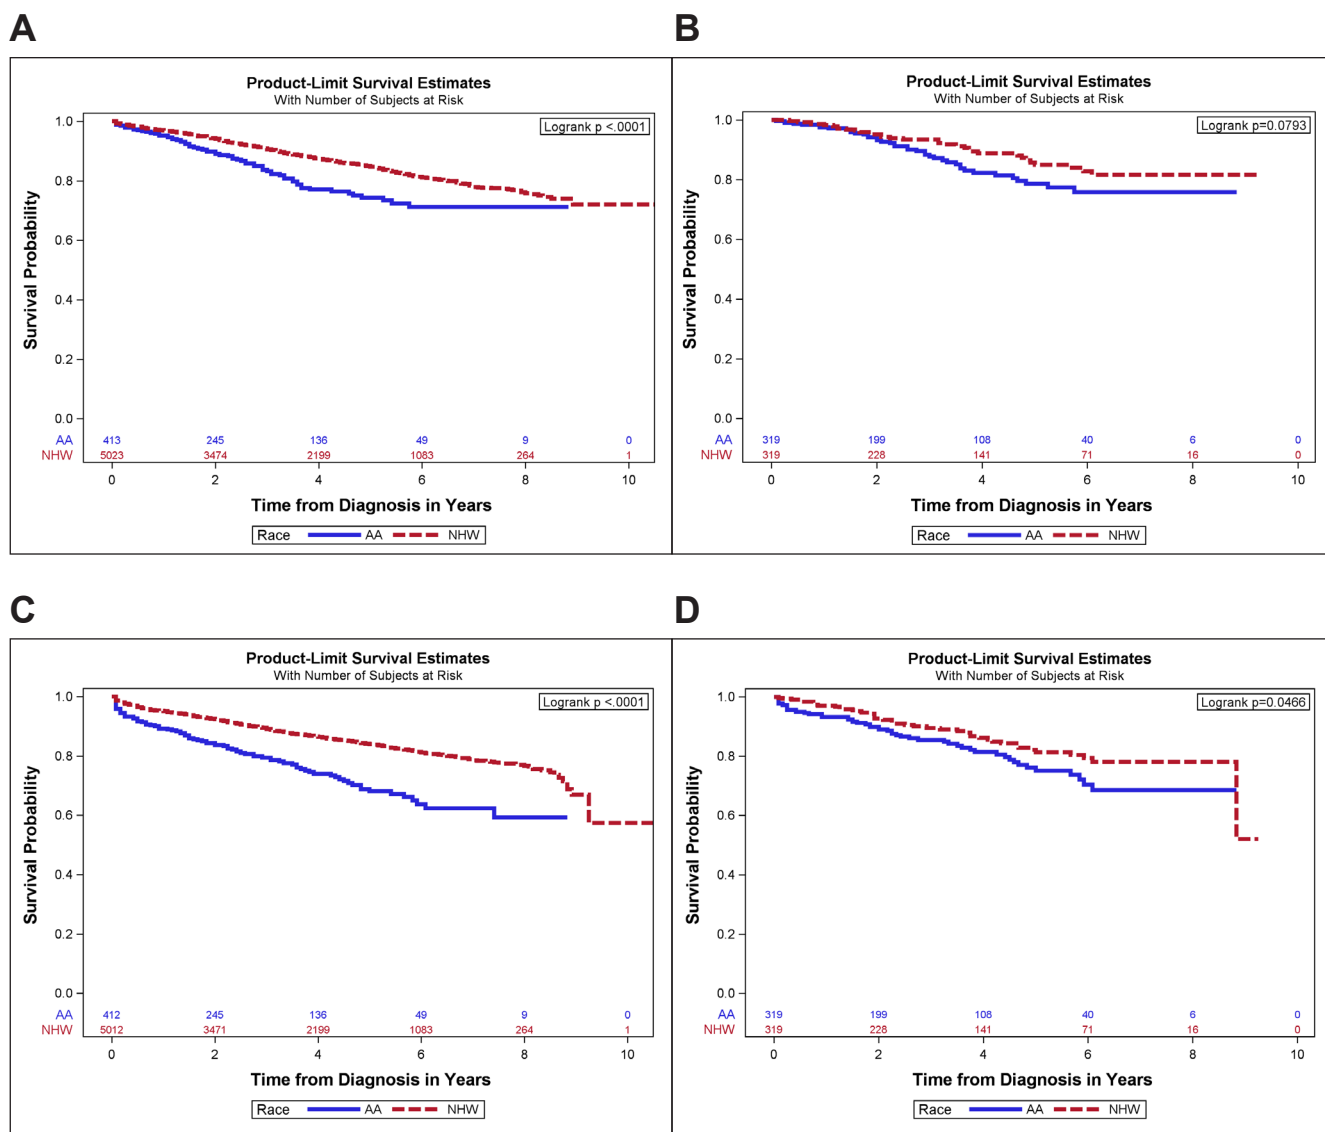 A
Product-Limit Survival Estimates
With Number of Subjects at Risk
Logrank p <.0001
1.0
0.8
0.6
0.4
0.2
0.0
Survival Probability
AA 413 245 136 49 9 0
NHW 5023 3474 2199 1083 264 1
0 2 4 6 8 10
Time from Diagnosis in Years
Race AA NHW
B
Product-Limit Survival Estimates
With Number of Subjects at Risk
Logrank p=0.0793
1.0
0.8
0.6
0.4
0.2
0.0
Survival Probability
AA 319 199 108 40 6 0
NHW 319 228 141 71 16 0
0 2 4 6 8 10
Time from Diagnosis in Years
Race AA NHW
C
Product-Limit Survival Estimates
With Number of Subjects at Risk
Logrank p <.0001
1.0
0.8
0.6
0.4
0.2
0.0
Survival Probability
AA 412 245 136 49 9 0
NHW 5012 3471 2199 1083 264 1
0 2 4 6 8 10
Time from Diagnosis in Years
Race AA NHW
D
Product-Limit Survival Estimates
With Number of Subjects at Risk
Logrank p=0.0466
1.0
0.8
0.6
0.4
0.2
0.0
Survival Probability
AA 319 199 108 40 6 0
NHW 319 228 141 71 16 0
0 2 4 6 8 10
Time from Diagnosis in Years
Race AA NHW